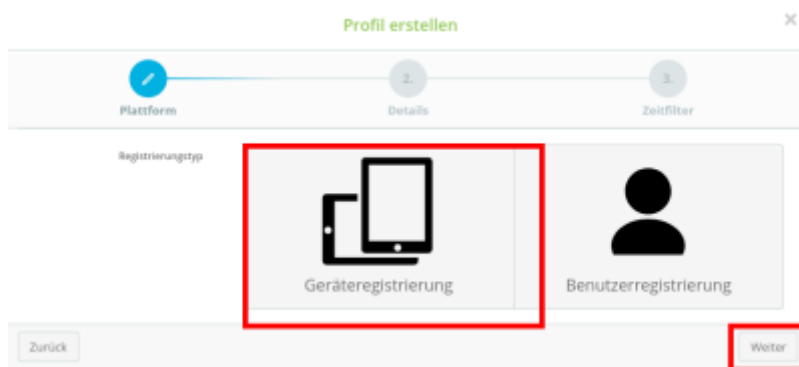 Profil erstellen
×
2.
3.
Plattform
Details
Zeitfilter
Registrierungstyp
Geräteregistrierung
Benutzerregistrierung
Zurück
Weiter